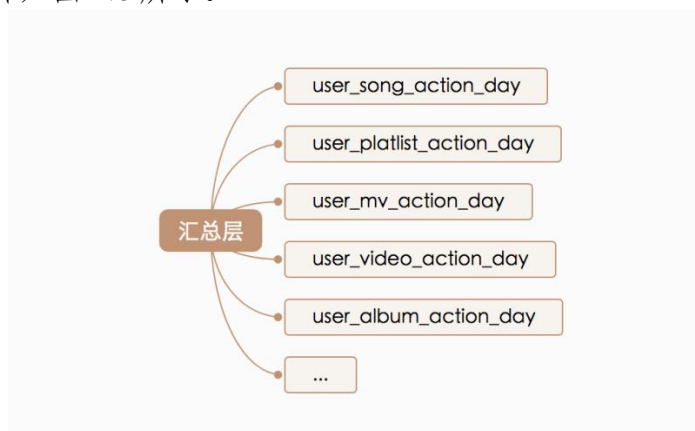 user_song_action_day
user_platlist_action_day
user_mv_action_day
汇总层
user_video_action_day
user_album_action_day
...